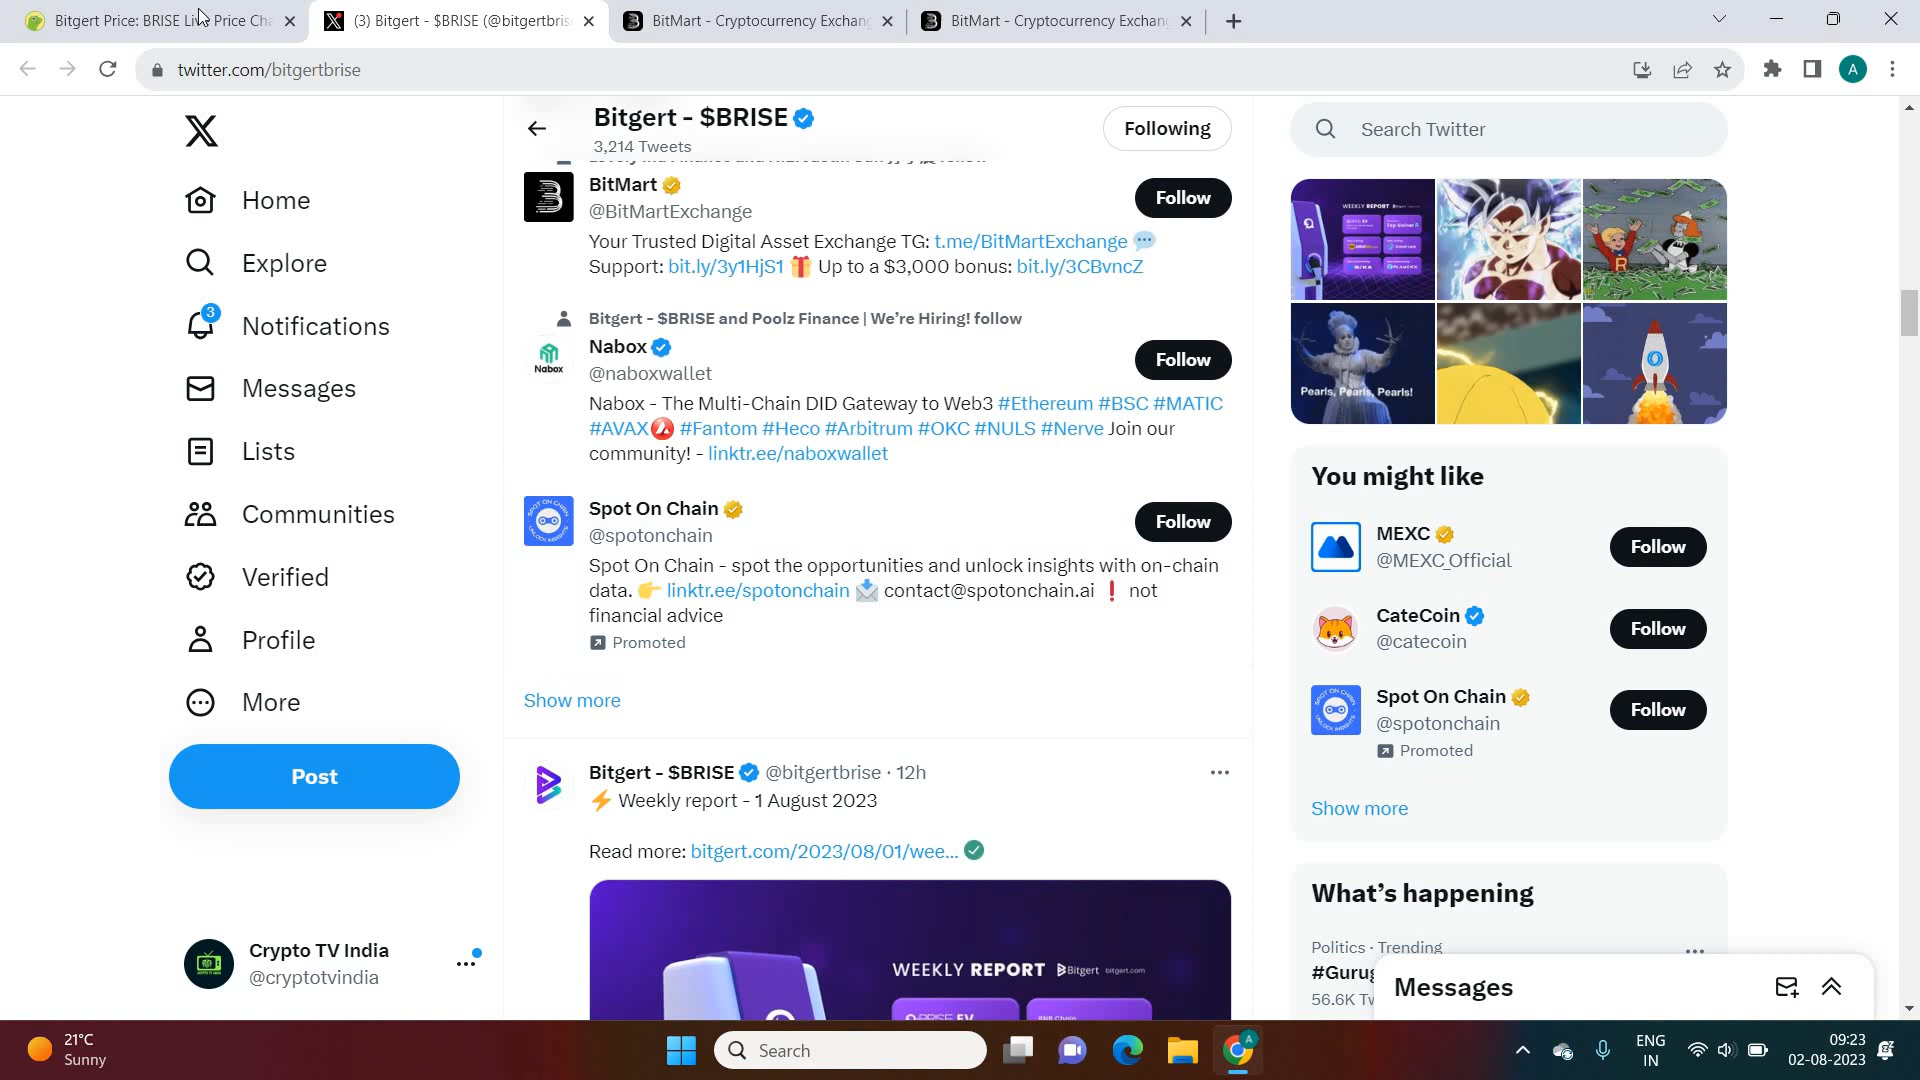 Bitgert Price: BRISE Live Price Cha
(3) Bitgert - $BRISE (@bitgertbris
BitMart - Cryptocurrency Exchan
BitMart - Cryptocurrency Exchan
twitter.com/bitgertbrise
A
Home
Explore
3
Notifications
Messages
Lists
Communities
Verified
Profile
More
Post
Crypto TV India
@cryptotvindia
Bitgert - $BRISE
3,214 Tweets
Following
BitMart
@BitMartExchange
Follow
Your Trusted Digital Asset Exchange TG: t.me/BitMartExchange 💬
Support: bit.ly/3y1HjS1 🎁 Up to a $3,000 bonus: bit.ly/3CBvncZ
Bitgert - $BRISE and Poolz Finance | We’re Hiring! follow
Nabox
Nabox
@naboxwallet
Follow
Nabox - The Multi-Chain DID Gateway to Web3 #Ethereum #BSC #MATIC
#AVAX #Fantom #Heco #Arbitrum #OKC #NULS #Nerve Join our
community! - linktr.ee/naboxwallet
Spot On Chain
@spotonchain
Follow
Spot On Chain - spot the opportunities and unlock insights with on-chain
data. 👉 linktr.ee/spotonchain 📩 contact@spotonchain.ai ❗ not
financial advice
Promoted
Show more
Bitgert - $BRISE @bitgertbrise · 12h
⚡ Weekly report - 1 August 2023
Read more: bitgert.com/2023/08/01/wee...
WEEKLY REPORT Bitgert bitgert.com
Search Twitter
WEEKLY REPORT
Pearls, Pearls, Pearls!
You might like
MEXC
@MEXC_Official
Follow
CateCoin
@catecoin
Follow
Spot On Chain
@spotonchain
Follow
Promoted
Show more
What’s happening
Politics · Trending
#Gurug
56.6K Tw
Messages
21°C
Sunny
Search
A
ENG
IN
09:23
02-08-2023